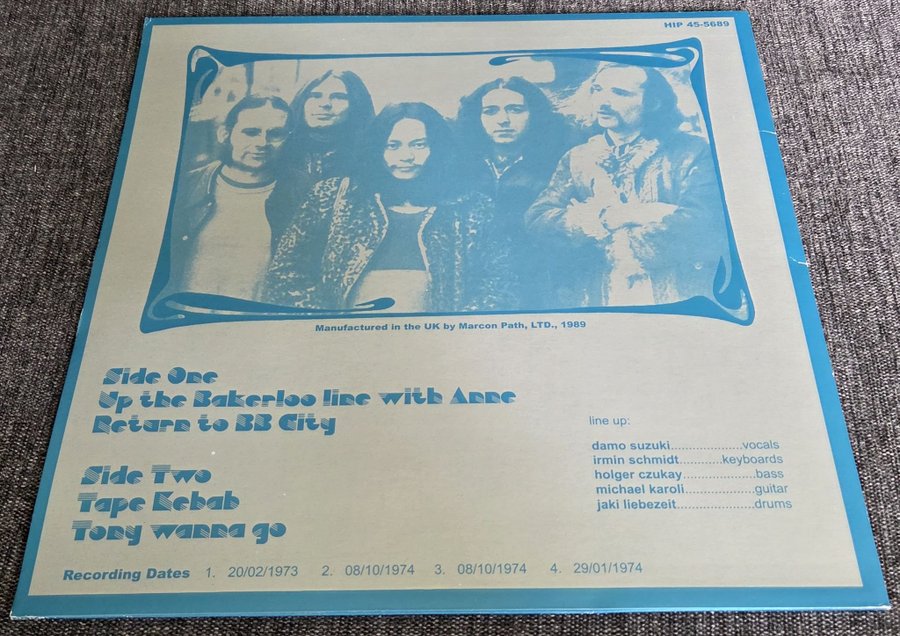 HIP 45-5689
Manufactured in the UK by Marcon Path, LTD., 1989
Side One
Up the Bakerloo line with Anne
Return to BB City
Side Two
Tape Kebab
Tony wanna go
line up:
damo suzuki......................vocals
irmin schmidt............keyboards
holger czukay......................bass
michael karoli.....................guitar
jaki liebezeit........................drums
Recording Dates 1. 20/02/1973 2. 08/10/1974 3. 08/10/1974 4. 29/01/1974